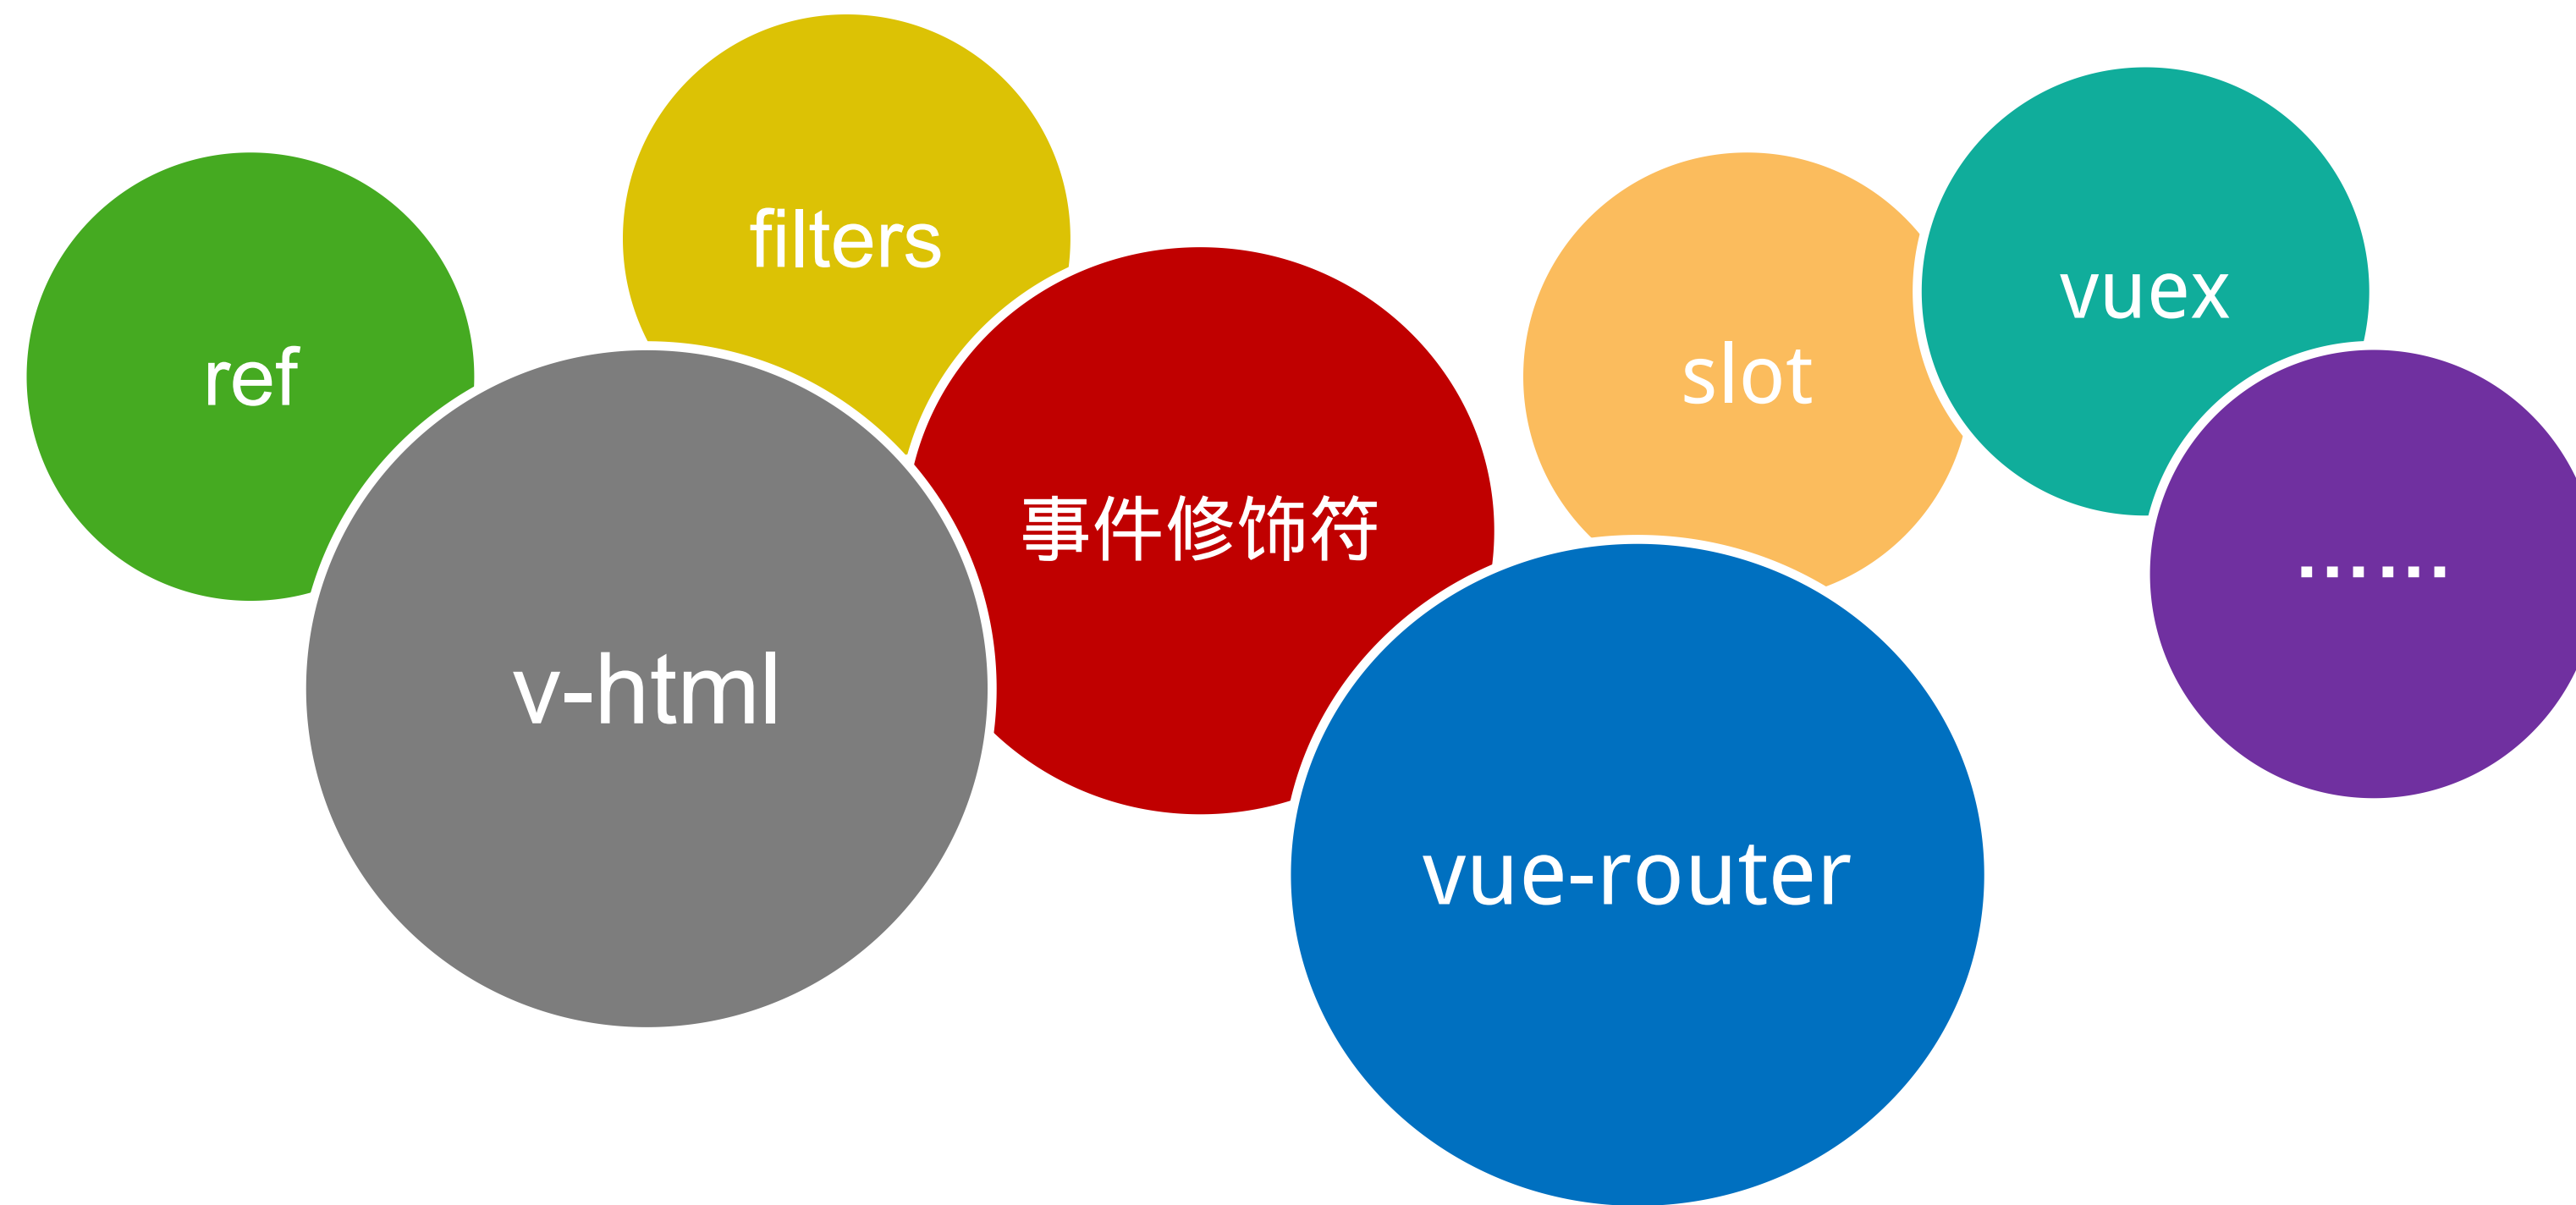 ref
filters
v-html
事件修饰符
slot
vue-router
vuex
……